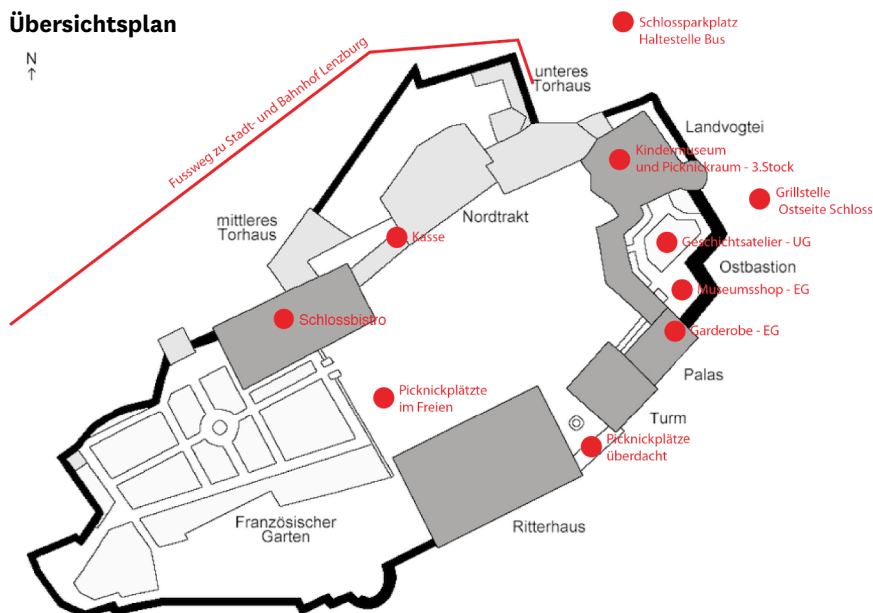 Übersichtsplan
N
Schlossparkplatz
Haltestelle Bus
Fussweg zu Stadt- und Bahnhof Lenzburg
unteres
Torhaus
Landvogtei
Kindermuseum
und Picknickraum - 3.Stock
Grillstelle
Ostseite Schloss
mittleres
Torhaus
Nordtrakt
Kasse
Geschichtsatelier - UG
Ostbastion
Museumsshop - EG
Schlossbistro
Garderobe - EG
Palas
Picknickplätzte
im Freien
Turm
Picknickplätze
überdacht
Französischer
Garten
Ritterhaus